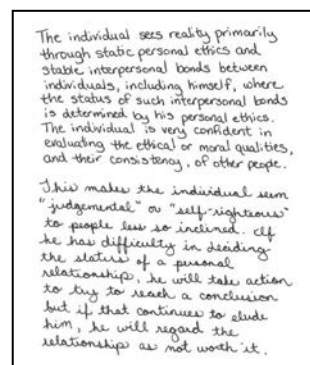 The individual sees reality primarily
through static personal ethics and
stable interpersonal bonds between
individuals, including himself, where
the status of such interpersonal bonds
is determined by his personal ethics.
The individual is very confident in
evaluating the ethical or moral qualities,
and their consistency, of other people.
This makes the individual seem
"judgemental" or "self-righteous"
to people less so inclined. If
he has difficulty in deciding
the status of a personal
relationship, he will take action
to try to reach a conclusion
but if that continues to elude
him, he will regard the
relationship as not worth it.